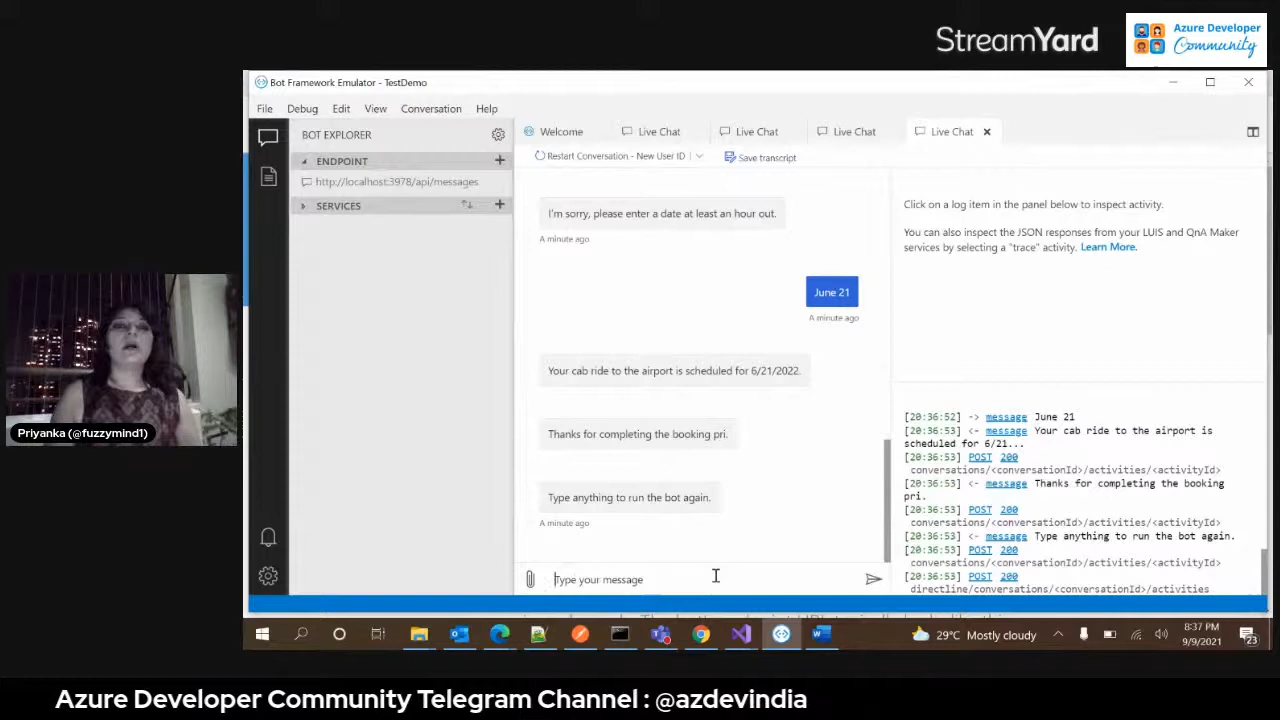 StreamYard
Azure Developer
Community
Bot Framework Emulator - TestDemo
File Debug Edit View Conversation Help
BOT EXPLORER
ENDPOINT
http://localhost:3978/api/messages
SERVICES
Welcome Live Chat Live Chat Live Chat Live Chat
Restart Conversation - New User ID Save transcript
I'm sorry, please enter a date at least an hour out.
A minute ago
June 21
A minute ago
Your cab ride to the airport is scheduled for 6/21/2022.
Thanks for completing the booking pri.
Type anything to run the bot again.
A minute ago
Type your message
Click on a log item in the panel below to inspect activity.
You can also inspect the JSON responses from your LUIS and QnA Maker
services by selecting a "trace" activity. Learn More.
[20:36:52] -> message June 21
[20:36:53] <- message Your cab ride to the airport is
scheduled for 6/21...
[20:36:53] POST 200
conversations/<conversationId>/activities/<activityId>
[20:36:53] <- message Thanks for completing the booking
pri.
[20:36:53] POST 200
conversations/<conversationId>/activities/<activityId>
[20:36:53] <- message Type anything to run the bot again.
[20:36:53] POST 200
conversations/<conversationId>/activities/<activityId>
[20:36:53] POST 200
directline/conversations/<conversationId>/activities
Priyanka (@fuzzymind1)
29°C Mostly cloudy
8:37 PM
9/9/2021
23
Azure Developer Community Telegram Channel : @azdevindia